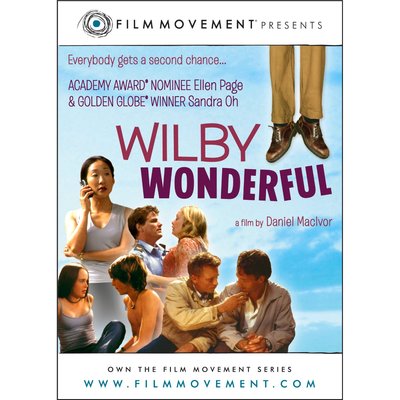 FILM MOVEMENT® PRESENTS
Everybody gets a second chance...
ACADEMY AWARD® NOMINEE Ellen Page
& GOLDEN GLOBE® WINNER Sandra Oh
WILBY
WONDERFUL
a film by Daniel MacIvor
OWN THE FILM MOVEMENT SERIES
WWW.FILMMOVEMENT.COM